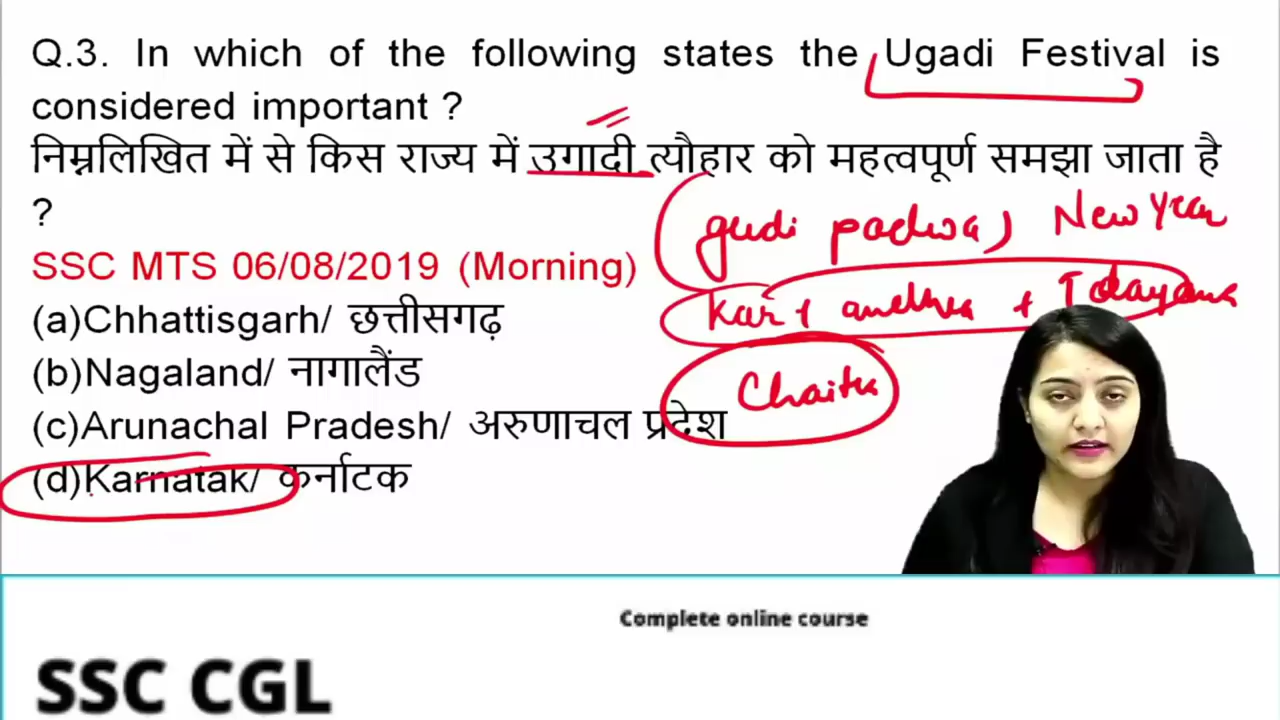 Q.3. In which of the following states the Ugadi Festival is
considered important ?
निम्नलिखित में से किस राज्य में उगादी त्यौहार को महत्वपूर्ण समझा जाता है
?
gudi padwa, New Year
SSC MTS 06/08/2019 (Morning)
(a)Chhattisgarh/ छत्तीसगढ़
Kar + andhra +
(b)Nagaland/ नागालैंड
Chaitra
(c)Arunachal Pradesh/ अरुणाचल प्रदेश
(d)Karnatak/ कर्नाटक
Complete online course
SSC CGL